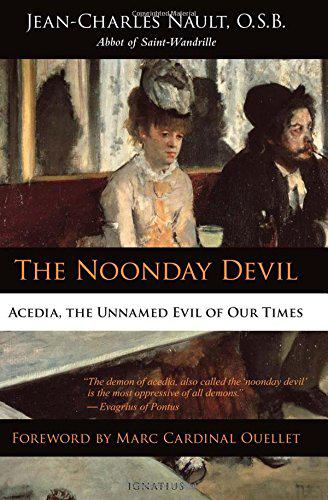 JEAN-CHARLES NAULT, O.S.B.
Abbot of Saint-Wandrille
THE NOONDAY DEVIL
ACEDIA, THE UNNAMED EVIL OF OUR TIMES
"The demon of acedia, also called the 'noonday devil'
is the most oppressive of all demons."
—Evagrius of Pontus
FOREWORD BY MARC CARDINAL OUELLET
IGNATIUS